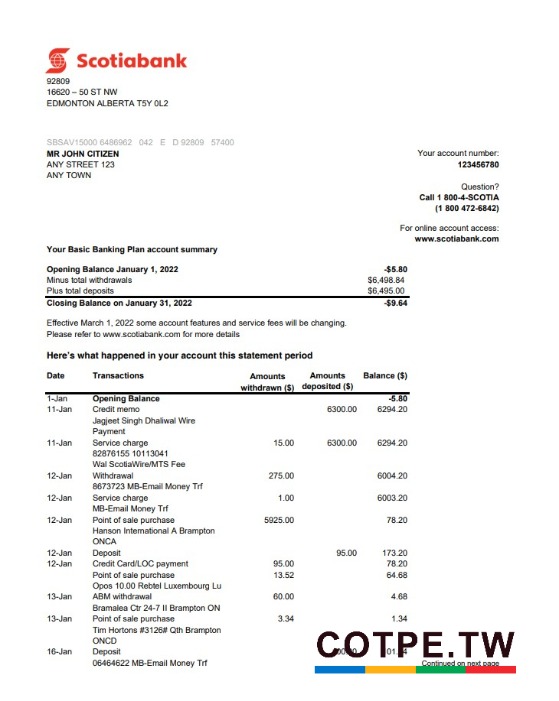 Scotiabank
92809
16620 – 50 ST NW
EDMONTON ALBERTA T5Y 0L2
SBSAV15000 6486962 042 E D 92809 57400
MR JOHN CITIZEN
ANY STREET 123
ANY TOWN
Your account number:
123456780
Question?
Call 1 800-4-SCOTIA
(1 800 472-6842)
For online account access:
www.scotiabank.com
Your Basic Banking Plan account summary
Opening Balance January 1, 2022 -$5.80
Minus total withdrawals $6,498.84
Plus total deposits $6,495.00
Closing Balance on January 31, 2022 -$9.64
Effective March 1, 2022 some account features and service fees will be changing.
Please refer to www.scotiabank.com for more details
Here's what happened in your account this statement period
Date Transactions Amounts withdrawn ($) Amounts deposited ($) Balance ($)
1-Jan Opening Balance -5.80
11-Jan Credit memo 6300.00 6294.20
Jagjeet Singh Dhaliwal Wire
Payment
11-Jan Service charge 15.00 6300.00 6294.20
82876155 10113041
Wal ScotiaWire/MTS Fee
12-Jan Withdrawal 275.00 6004.20
8673723 MB-Email Money Trf
12-Jan Service charge 1.00 6003.20
MB-Email Money Trf
12-Jan Point of sale purchase 5925.00 78.20
Hanson International A Brampton
ONCA
12-Jan Deposit 95.00 173.20
12-Jan Credit Card/LOC payment 95.00 78.20
Point of sale purchase 13.52 64.68
Opos 10.00 Rebtel Luxembourg Lu
13-Jan ABM withdrawal 60.00 4.68
Bramalea Ctr 24-7 II Brampton ON
13-Jan Point of sale purchase 3.34 1.34
Tim Hortons #3126# Qth Brampton
ONCD
16-Jan Deposit
06464622 MB-Email Money Trf
COTPE.TW
Continued on next page